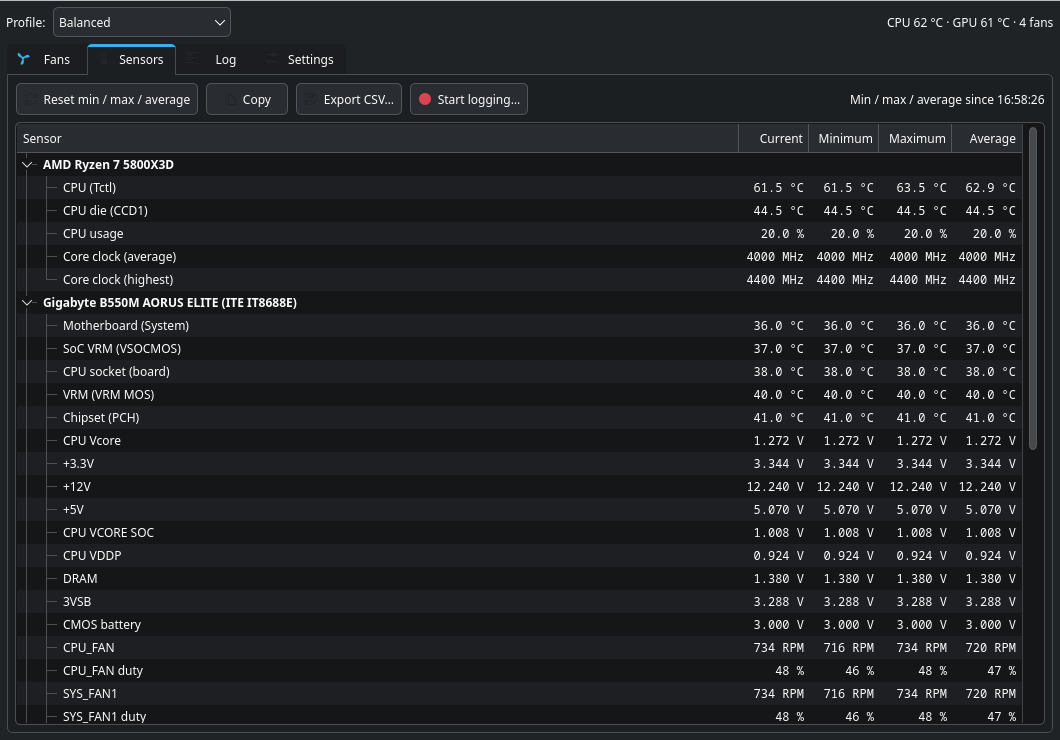 Profile: Balanced CPU 62 °C · GPU 61 °C · 4 fans
Fans Sensors Log Settings
Reset min / max / average Copy Export CSV... Start logging... Min / max / average since 16:58:26
Sensor Current Minimum Maximum Average
AMD Ryzen 7 5800X3D
CPU (Tctl) 61.5 °C 61.5 °C 63.5 °C 62.9 °C
CPU die (CCD1) 44.5 °C 44.5 °C 44.5 °C 44.5 °C
CPU usage 20.0 % 20.0 % 20.0 % 20.0 %
Core clock (average) 4000 MHz 4000 MHz 4000 MHz 4000 MHz
Core clock (highest) 4400 MHz 4400 MHz 4400 MHz 4400 MHz
Gigabyte B550M AORUS ELITE (ITE IT8688E)
Motherboard (System) 36.0 °C 36.0 °C 36.0 °C 36.0 °C
SoC VRM (VSOCMOS) 37.0 °C 37.0 °C 37.0 °C 37.0 °C
CPU socket (board) 38.0 °C 38.0 °C 38.0 °C 38.0 °C
VRM (VRM MOS) 40.0 °C 40.0 °C 40.0 °C 40.0 °C
Chipset (PCH) 41.0 °C 41.0 °C 41.0 °C 41.0 °C
CPU Vcore 1.272 V 1.272 V 1.272 V 1.272 V
+3.3V 3.344 V 3.344 V 3.344 V 3.344 V
+12V 12.240 V 12.240 V 12.240 V 12.240 V
+5V 5.070 V 5.070 V 5.070 V 5.070 V
CPU VCORE SOC 1.008 V 1.008 V 1.008 V 1.008 V
CPU VDDP 0.924 V 0.924 V 0.924 V 0.924 V
DRAM 1.380 V 1.380 V 1.380 V 1.380 V
3VSB 3.288 V 3.288 V 3.288 V 3.288 V
CMOS battery 3.000 V 3.000 V 3.000 V 3.000 V
CPU_FAN 734 RPM 716 RPM 734 RPM 720 RPM
CPU_FAN duty 48 % 46 % 48 % 47 %
SYS_FAN1 734 RPM 716 RPM 734 RPM 720 RPM
SYS_FAN1 duty 48 % 46 % 48 % 47 %